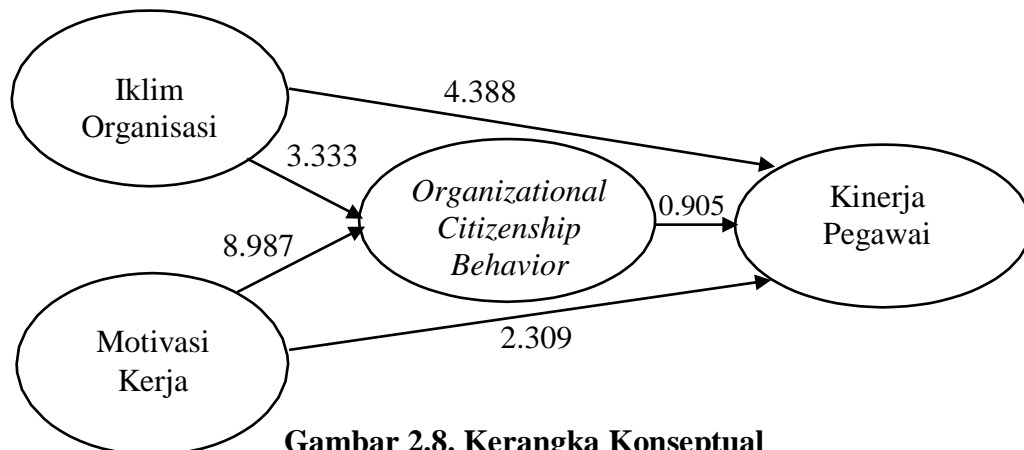 Iklim
Organisasi
4.388
3.333
Organizational
Citizenship
Behavior
0.905
Kinerja
Pegawai
8.987
Motivasi
Kerja
2.309
Gambar 2.8. Kerangka Konseptual